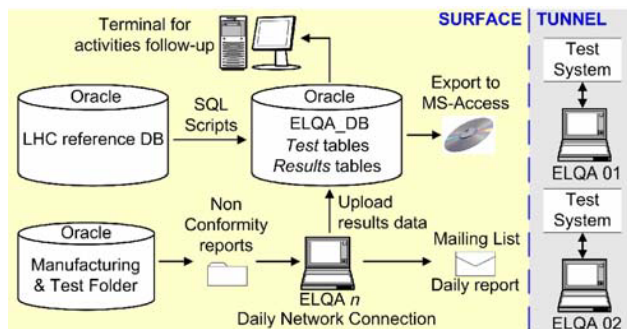 Terminal for
activities follow-up
SURFACE
TUNNEL
Oracle
LHC reference DB
SQL
Scripts
Oracle
ELQA_DB
Test tables
Results tables
Export to
MS-Access
Test
System
ELQA 01
Oracle
Manufacturing
& Test Folder
Non
Conformity
reports
Upload
results data
ELQA n
Daily Network Connection
Mailing List
Daily report
Test
System
ELQA 02